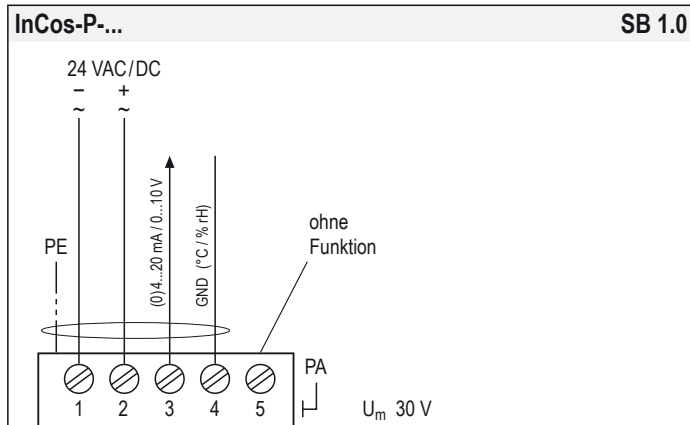 InCos-P-... SB 1.0
24 VAC/DC
– +
~ ~
(0)4...20 mA / 0...10 V
GND (°C / % rH)
ohne
Funktion
PE
PA
1 2 3 4 5
Um 30 V